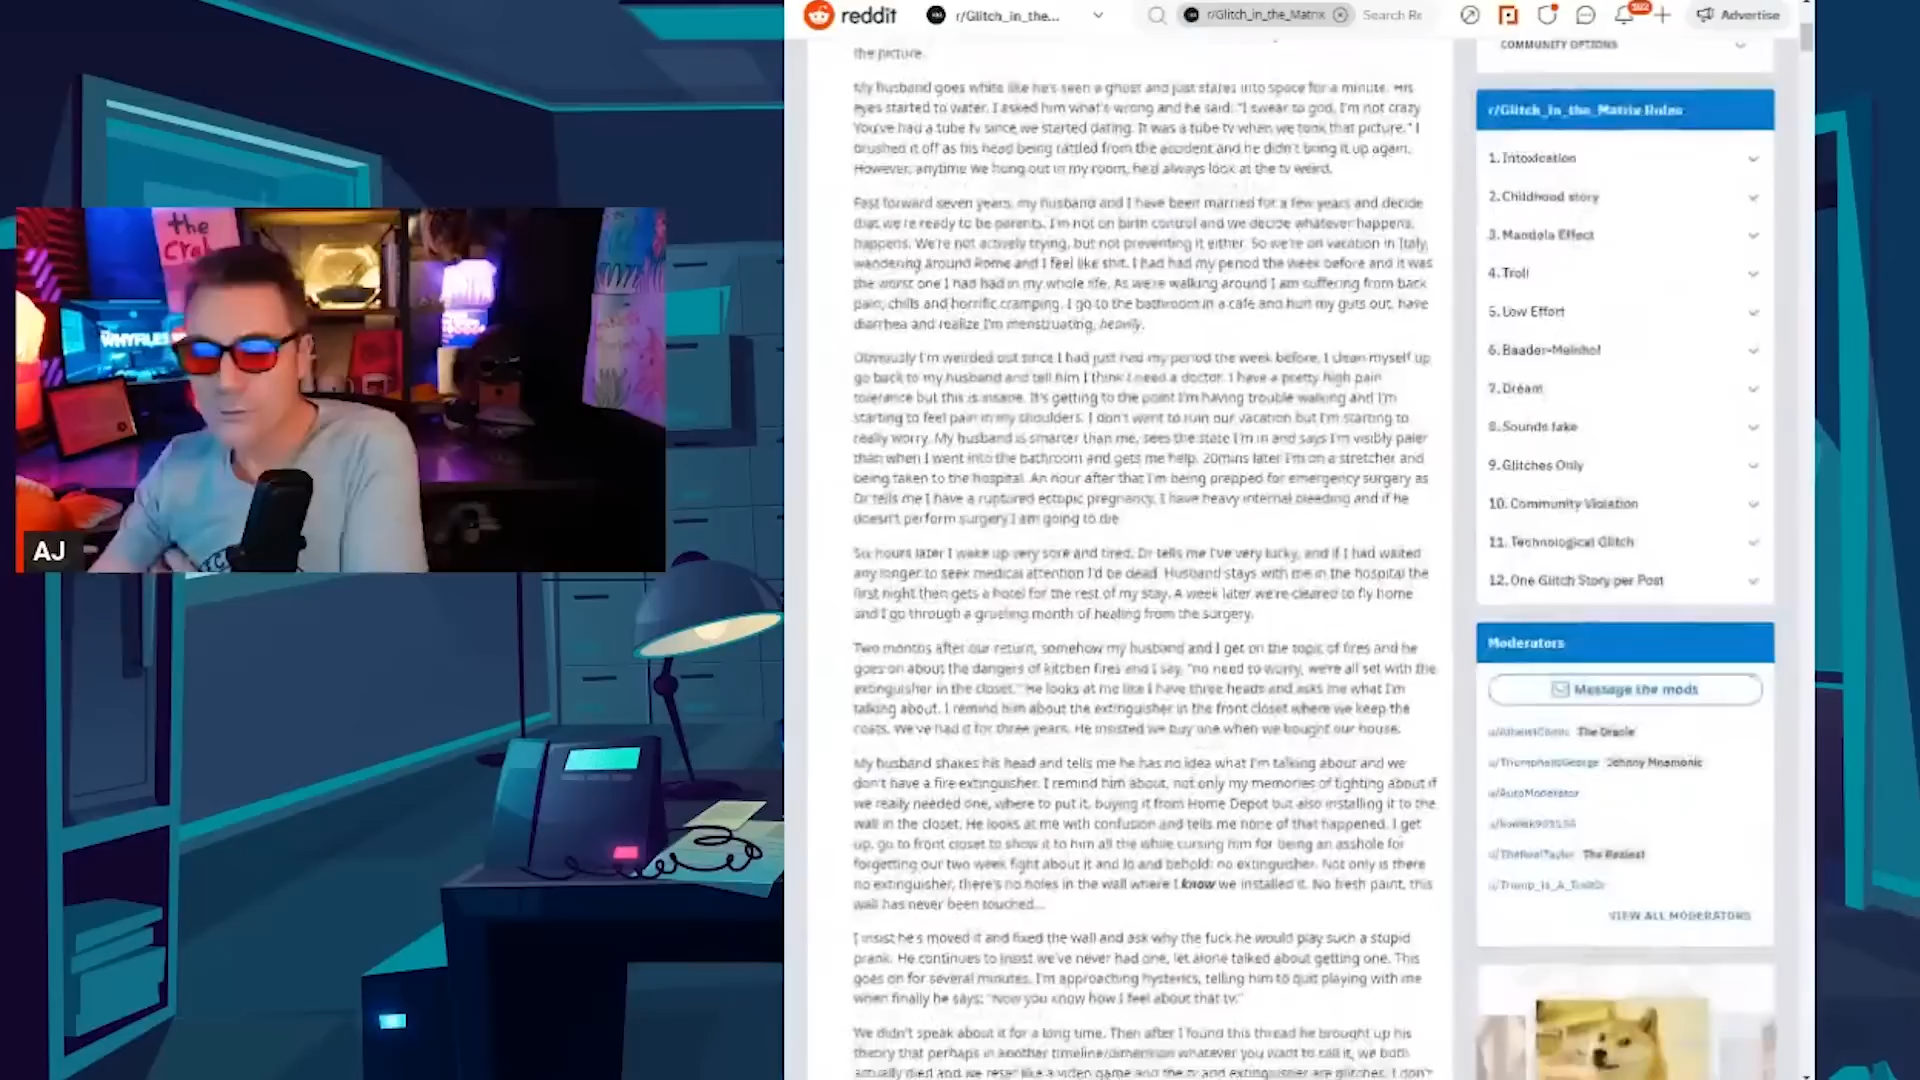 reddit
r/Glitch_in_the...
r/Glitch_in_the_Matrix
Search Re
Advertise
the picture.
My husband goes white like he's seen a ghost and just stares into space for a minute. His
eyes started to water. I asked him what's wrong and he said, "I swear to god, I'm not crazy
You've had a tube tv since we started dating. It was a tube tv when we took that picture." I
brushed it off as his head being rattled from the accident and he didn't bring it up again.
However, anytime we hung out in my room, he'd always look at the tv weird.
Fast forward seven years, my husband and I have been married for a few years and decide
that we're ready to be parents. I'm not on birth control and we decide whatever happens,
happens. We're not actively trying, but not preventing it either. So we're on vacation in Italy,
wandering around Rome and I feel like shit. I had had my period the week before and it was
the worst one I had had in my whole life. As we're walking around I am suffering from back
pain, chills and horrific cramping. I go to the bathroom in a cafe and hurl my guts out, have
diarrhea and realize I'm menstruating, heavily.
Obviously I'm weirded out since I had just had my period the week before. I clean myself up
go back to my husband and tell him I think I need a doctor. I have a pretty high pain
tolerance but this is insane. It's getting to the point I'm having trouble walking and I'm
starting to feel pain in my shoulders. I don't want to ruin our vacation but I'm starting to
really worry. My husband is smarter than me, sees the state I'm in and says I'm visibly paler
than when I went into the bathroom and gets me help. 20mins later I'm on a stretcher and
being taken to the hospital. An hour after that I'm being prepped for emergency surgery as
Dr tells me I have a ruptured ectopic pregnancy. I have heavy internal bleeding and if he
doesn't perform surgery I am going to die
Six hours later I wake up very sore and tired. Dr tells me I've very lucky, and if I had waited
any longer to seek medical attention I'd be dead. Husband stays with me in the hospital the
first night then gets a hotel for the rest of my stay. A week later we're cleared to fly home
and I go through a grueling month of healing from the surgery.
Two months after our return, somehow my husband and I get on the topic of fires and he
goes on about the dangers of kitchen fires and I say, "no need to worry, we're all set with the
extinguisher in the closet." He looks at me like I have three heads and asks me what I'm
talking about. I remind him about the extinguisher in the front closet where we keep the
coats. We've had it for three years. He insisted we buy one when we bought our house.
My husband shakes his head and tells me he has no idea what I'm talking about and we
don't have a fire extinguisher. I remind him about, not only my memories of fighting about if
we really needed one, where to put it, buying it from Home Depot but also installing it to the
wall in the closet. He looks at me with confusion and tells me none of that happened. I get
up, go to front closet to show it to him all the while cursing him for being an asshole for
forgetting our two week fight about it and lo and behold: no extinguisher. Not only is there
no extinguisher, there's no holes in the wall where I know we installed it. No fresh paint, this
wall has never been touched...
I insist he's moved it and fixed the wall and ask why the fuck he would play such a stupid
prank. He continues to insist we've never had one, let alone talked about getting one. This
goes on for several minutes. I'm approaching hysterics, telling him to quit playing with me
when finally he says: "Now you know how I feel about that tv."
We didn't speak about it for a long time. Then after I found this thread he brought up his
theory that perhaps in another timeline/dimension whatever you want to call it, we both
actually died and we reset like a video game and the tv and extinguisher are glitches. I don't
COMMUNITY OPTIONS
r/Glitch_in_the_Matrix Rules
1. Intoxication
2. Childhood story
3. Mandela Effect
4. Troll
5. Low Effort
6. Baader-Meinhof
7. Dream
8. Sounds fake
9. Glitches Only
10. Community Violation
11. Technological Glitch
12. One Glitch Story per Post
Moderators
Message the mods
The Oracle
u/TriumphantGeorge Johnny Mnemonic
u/AutoModerator
u/TheRealTaylor
VIEW ALL MODERATORS
the
Crab
WHYFILES
AJ